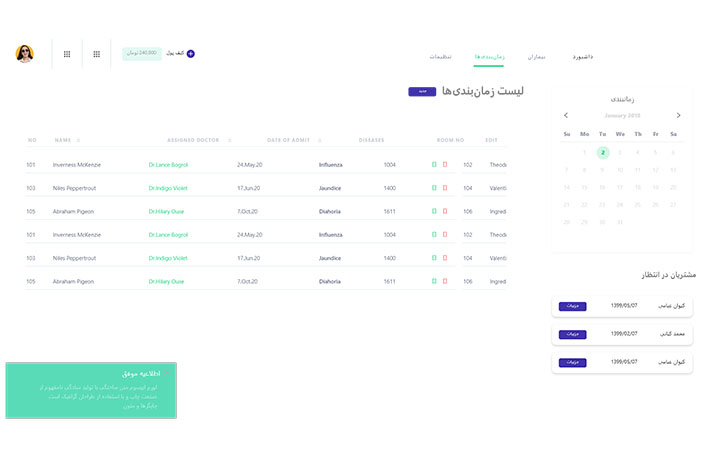 داشبورد
بیماران
زمان‌بندی‌ها
تنظیمات
کیف پول
240,000 تومان
لیست زمان‌بندی‌ها
جدید
NO NAME ASSIGNED DOCTOR DATE OF ADMIT DISEASES ROOM NO EDIT
101 Inverness McKenzie Dr.Lance Bogrol 24.May.20 Influenza 1004 102 Theodo
103 Niles Peppertrout Dr.Indigo Violet 17.Jun.20 Jaundice 1400 104 Valenti
105 Abraham Pigeon Dr.Hilary Ouse 7.Oct.20 Diahoria 1611 106 Ingred
101 Inverness McKenzie Dr.Lance Bogrol 24.May.20 Influenza 1004 102 Theodo
103 Niles Peppertrout Dr.Indigo Violet 17.Jun.20 Jaundice 1400 104 Valenti
105 Abraham Pigeon Dr.Hilary Ouse 7.Oct.20 Diahoria 1611 106 Ingred
زمانبندی
January 2018
Su Mo Tu We Th Fr Sa
1 2 3 4 5 6
7 8 9 10 11 12 13
14 15 16 17 18 19 20
21 22 23 24 25 26 27
28 29 30 31
مشتریان در انتظار
کیوان عباسی 1399/05/07 جزییات
محمد کیانی 1399/02/07 جزییات
کیوان عباسی 1399/05/07 جزییات
اطلاعیه موفق
لورم ایپسوم متن ساختگی با تولید سادگی نامفهوم از
صنعت چاپ و با استفاده از طراحان گرافیک است.
چاپگرها و متون